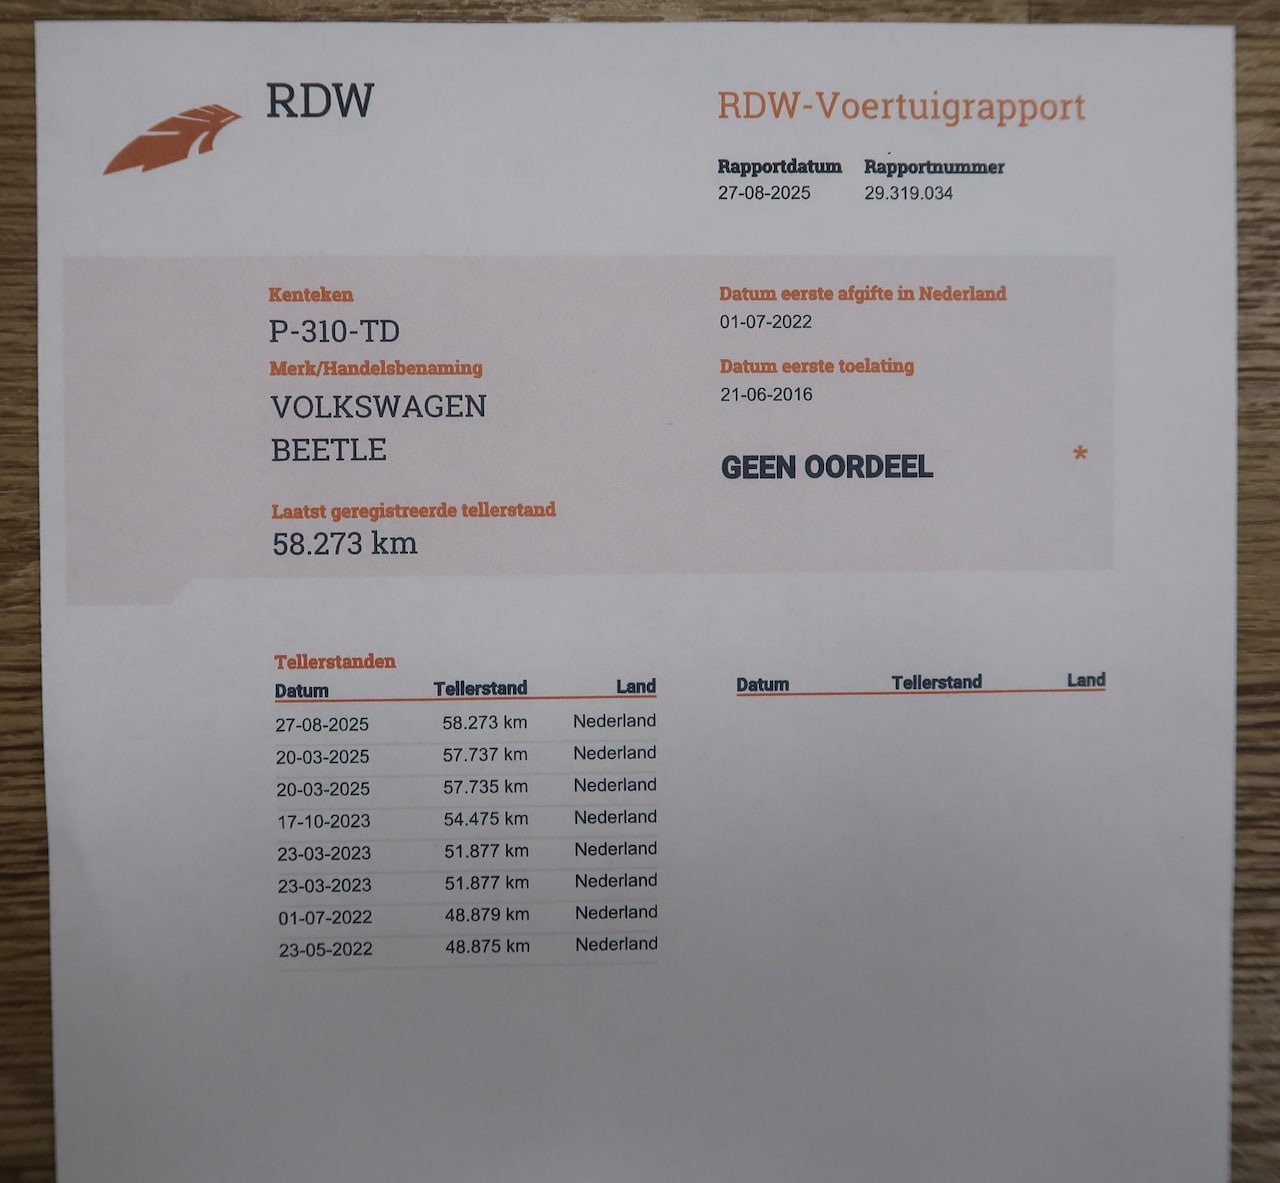 RDW
RDW-Voertuigrapport
Rapportdatum Rapportnummer
27-08-2025 29.319.034
Kenteken
P-310-TD
Merk/Handelsbenaming
VOLKSWAGEN
BEETLE
Laatst geregistreerde tellerstand
58.273 km
Datum eerste afgifte in Nederland
01-07-2022
Datum eerste toelating
21-06-2016
GEEN OORDEEL *
Tellerstanden
Datum Tellerstand Land
27-08-2025 58.273 km Nederland
20-03-2025 57.737 km Nederland
20-03-2025 57.735 km Nederland
17-10-2023 54.475 km Nederland
23-03-2023 51.877 km Nederland
23-03-2023 51.877 km Nederland
01-07-2022 48.879 km Nederland
23-05-2022 48.875 km Nederland
Datum Tellerstand Land